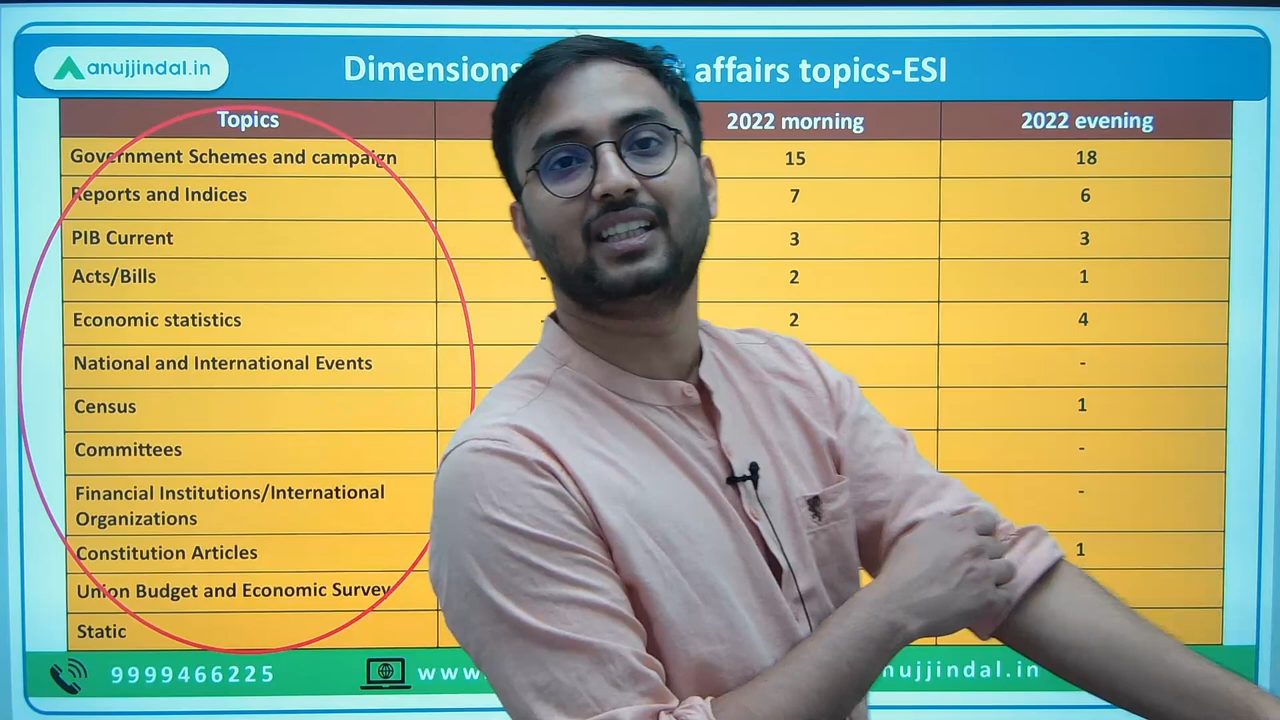 anujjindal.in
Dimensions affairs topics-ESI
Topics 2022 morning 2022 evening
Government Schemes and campaign 15 18
Reports and Indices 7 6
PIB Current 3 3
Acts/Bills - 2 1
Economic statistics - 2 4
National and International Events -
Census 1
Committees -
Financial Institutions/International -
Organizations
Constitution Articles 1
Union Budget and Economic Survey
Static
9999466225 www. nujjindal.in